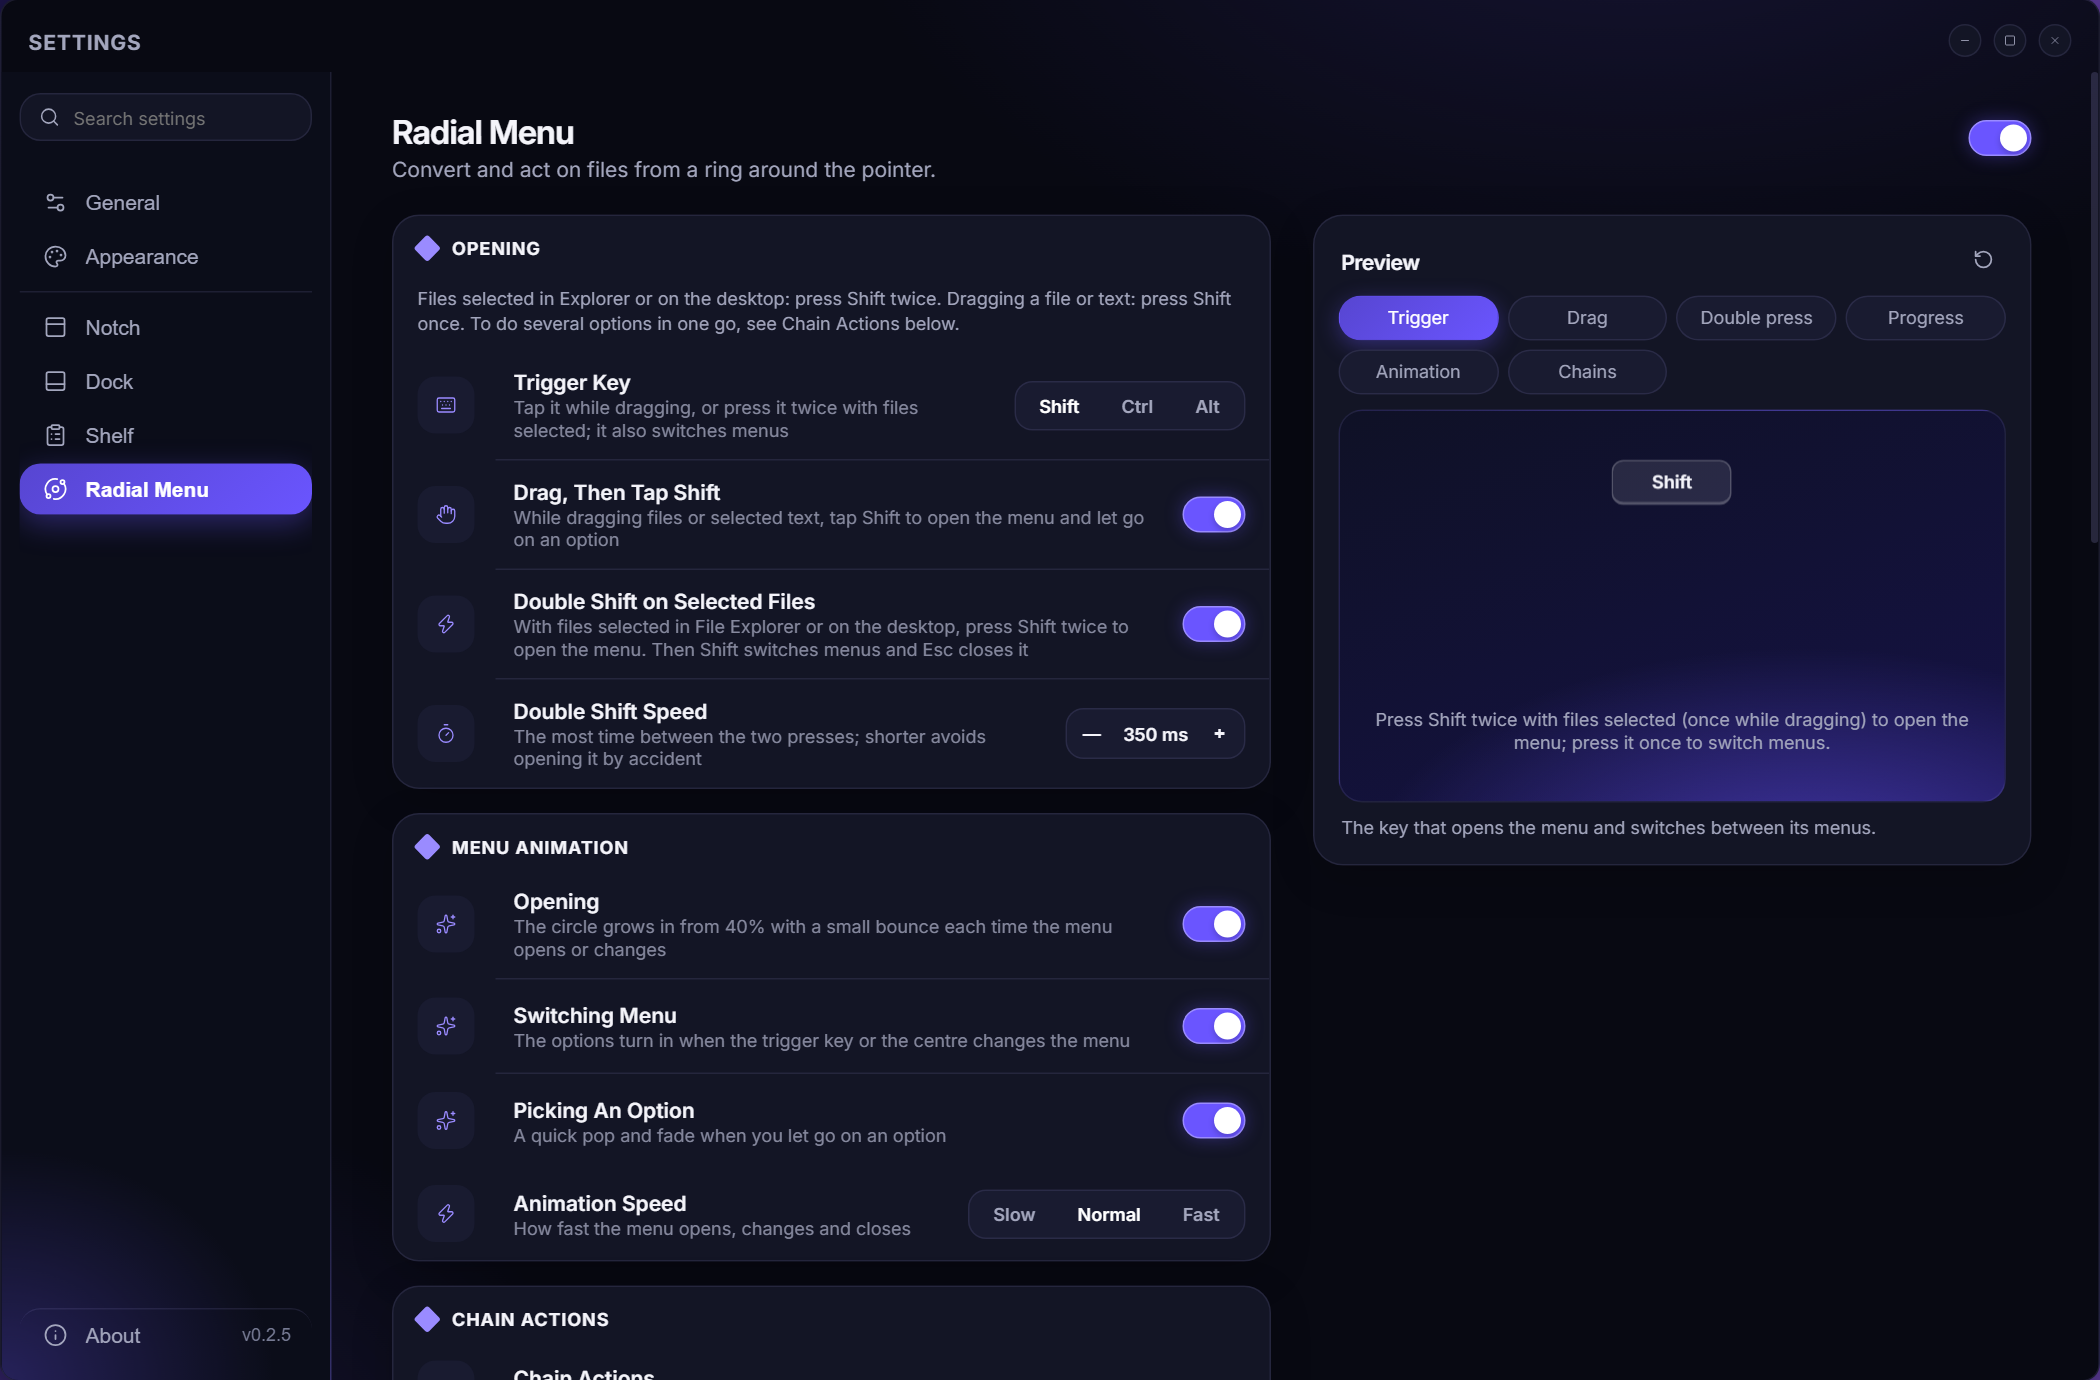 SETTINGS
Search settings
General
Appearance
Notch
Dock
Shelf
Radial Menu
About
v0.2.5
Radial Menu
Convert and act on files from a ring around the pointer.
OPENING
Files selected in Explorer or on the desktop: press Shift twice. Dragging a file or text: press Shift
once. To do several options in one go, see Chain Actions below.
Trigger Key
Tap it while dragging, or press it twice with files
selected; it also switches menus
Shift Ctrl Alt
Drag, Then Tap Shift
While dragging files or selected text, tap Shift to open the menu and let go
on an option
Double Shift on Selected Files
With files selected in File Explorer or on the desktop, press Shift twice to
open the menu. Then Shift switches menus and Esc closes it
Double Shift Speed
The most time between the two presses; shorter avoids
opening it by accident
— 350 ms +
MENU ANIMATION
Opening
The circle grows in from 40% with a small bounce each time the menu
opens or changes
Switching Menu
The options turn in when the trigger key or the centre changes the menu
Picking An Option
A quick pop and fade when you let go on an option
Animation Speed
How fast the menu opens, changes and closes
Slow Normal Fast
CHAIN ACTIONS
Chain Actions
Preview
Trigger Drag Double press Progress
Animation Chains
Shift
Press Shift twice with files selected (once while dragging) to open the
menu; press it once to switch menus.
The key that opens the menu and switches between its menus.